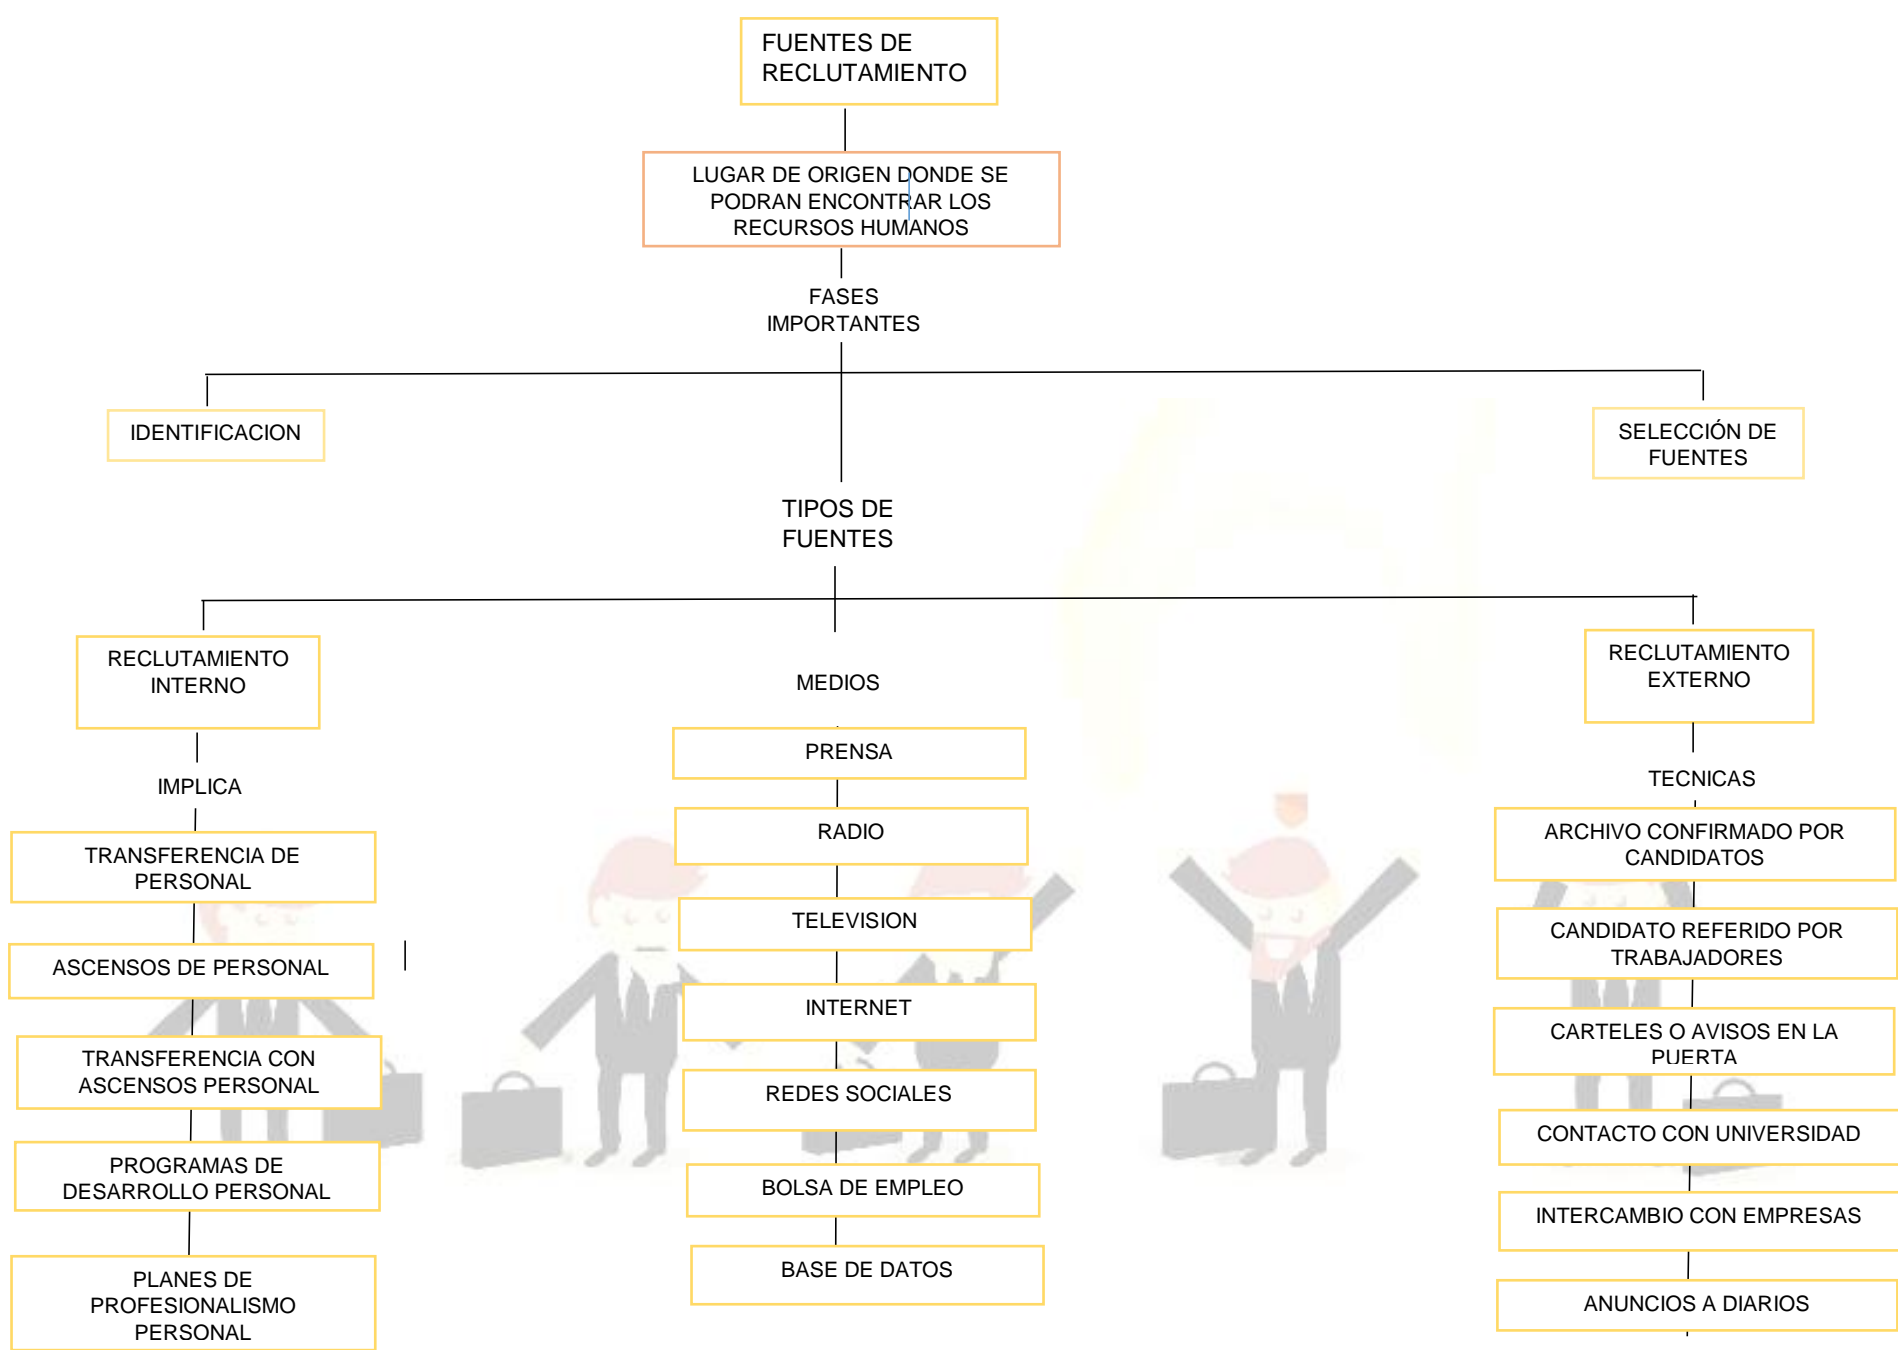 FUENTES DE
RECLUTAMIENTO
LUGAR DE ORIGEN DONDE SE
PODRAN ENCONTRAR LOS
RECURSOS HUMANOS
FASES
IMPORTANTES
IDENTIFICACION
SELECCIÓN DE
FUENTES
TIPOS DE
FUENTES
RECLUTAMIENTO
INTERNO
IMPLICA
TRANSFERENCIA DE
PERSONAL
ASCENSOS DE PERSONAL
TRANSFERENCIA CON
ASCENSOS PERSONAL
PROGRAMAS DE
DESARROLLO PERSONAL
PLANES DE
PROFESIONALISMO
PERSONAL
MEDIOS
PRENSA
RADIO
TELEVISION
INTERNET
REDES SOCIALES
BOLSA DE EMPLEO
BASE DE DATOS
RECLUTAMIENTO
EXTERNO
TECNICAS
ARCHIVO CONFIRMADO POR
CANDIDATOS
CANDIDATO REFERIDO POR
TRABAJADORES
CARTELES O AVISOS EN LA
PUERTA
CONTACTO CON UNIVERSIDAD
INTERCAMBIO CON EMPRESAS
ANUNCIOS A DIARIOS